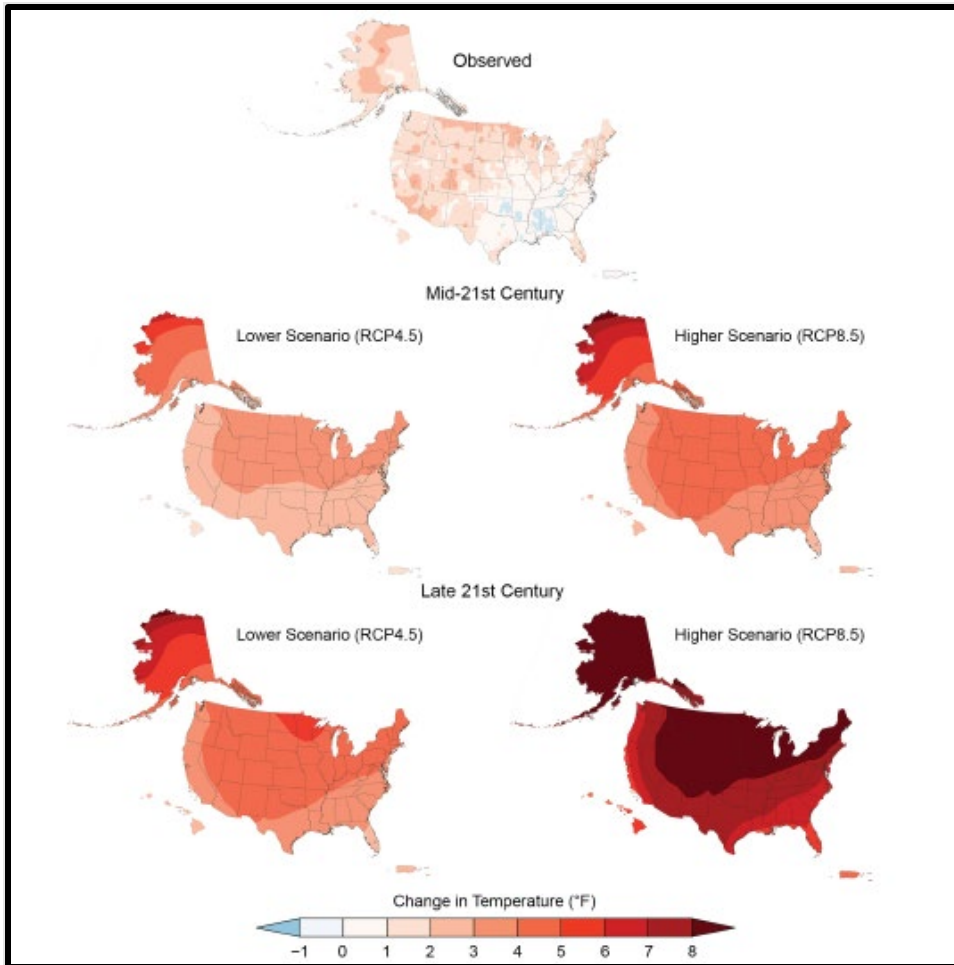 Observed
Mid-21st Century
Lower Scenario (RCP4.5)
Higher Scenario (RCP8.5)
Late 21st Century
Lower Scenario (RCP4.5)
Higher Scenario (RCP8.5)
Change in Temperature (°F)
−1 0 1 2 3 4 5 6 7 8